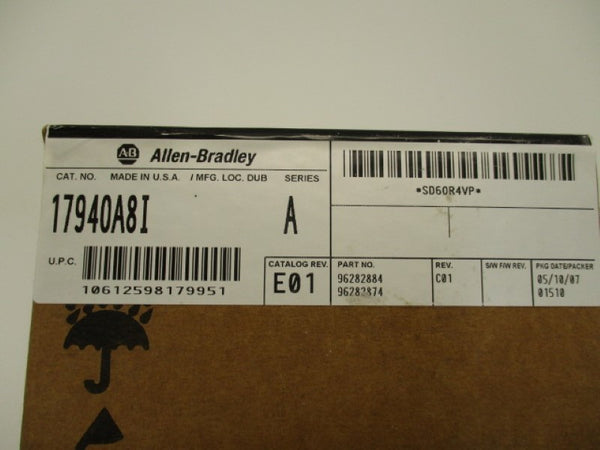 AB Allen-Bradley
CAT. NO. MADE IN U.S.A. / MFG. LOC. DUB SERIES
17940A8I A
U.P.C.
10612598179951
CATALOG REV.
E01
*SD60R4VP*
PART NO.
96282884
96282874
REV.
C01
S/W F/W REV.
PKG DATE/PACKER
05/10/07
01510